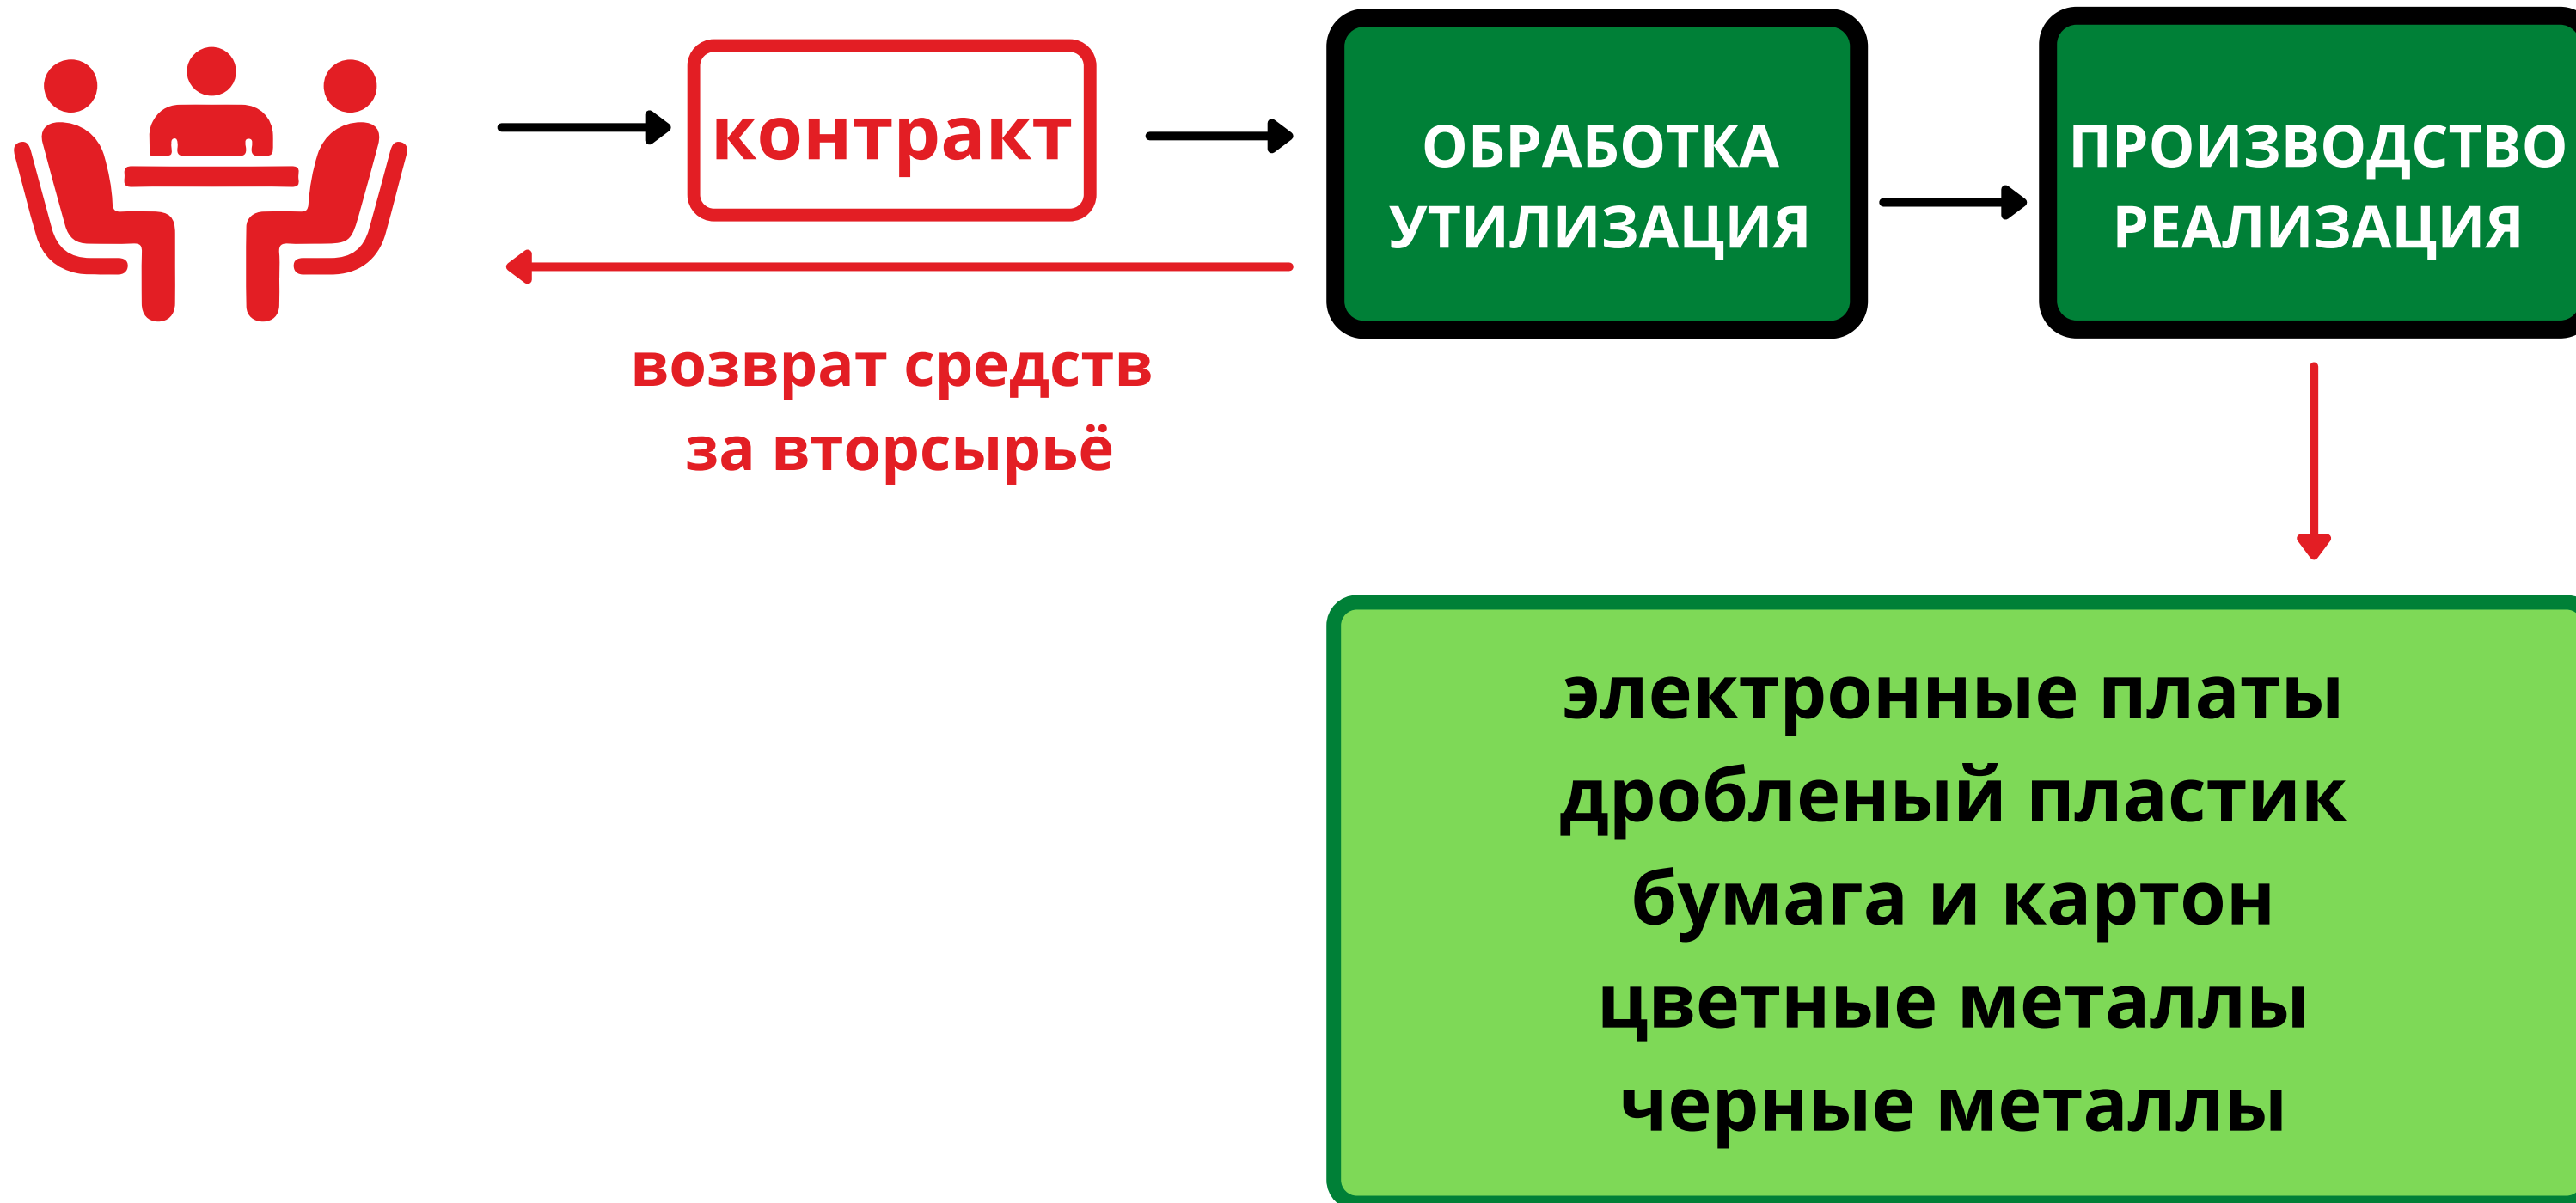 контракт
ОБРАБОТКА
УТИЛИЗАЦИЯ
ПРОИЗВОДСТВО
РЕАЛИЗАЦИЯ
возврат средств
за вторсырьё
электронные платы
дробленый пластик
бумага и картон
цветные металлы
черные металлы